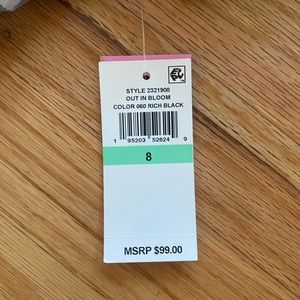 STYLE 2321908
OUT IN BLOOM
COLOR 060 RICH BLACK
1 95203 52624 9
8
MSRP $99.00